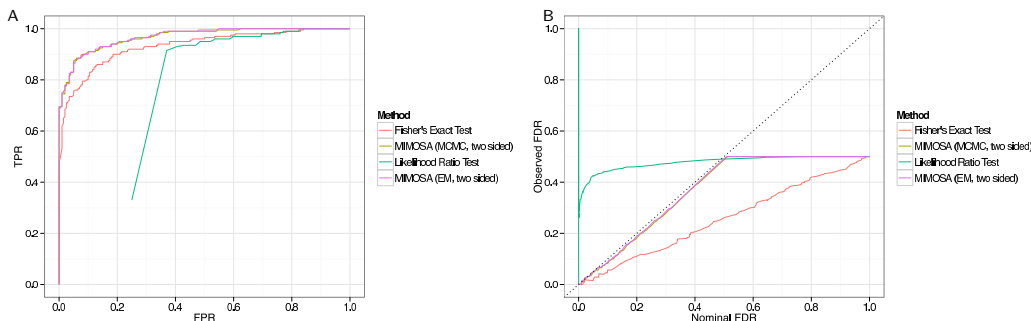 A
1.0
0.8
0.6
0.4
0.2
0.0
TPR
0.0 0.2 0.4 0.6 0.8 1.0
FPR
Method
Fisher's Exact Test
MIMOSA (MCMC, two sided)
Likelihood Ratio Test
MIMOSA (EM, two sided)
B
1.0
0.8
0.6
0.4
0.2
0.0
Observed FDR
0.0 0.2 0.4 0.6 0.8 1.0
Nominal FDR
Method
Fisher's Exact Test
MIMOSA (MCMC, two sided)
Likelihood Ratio Test
MIMOSA (EM, two sided)